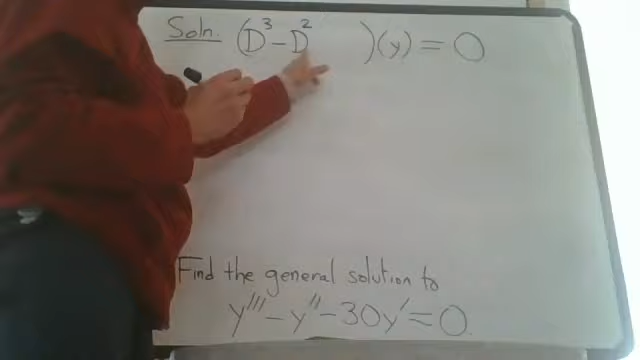 Soln. (D³ - D² )(y) = 0
Find the general solution to
y''' - y'' - 30y' = 0.